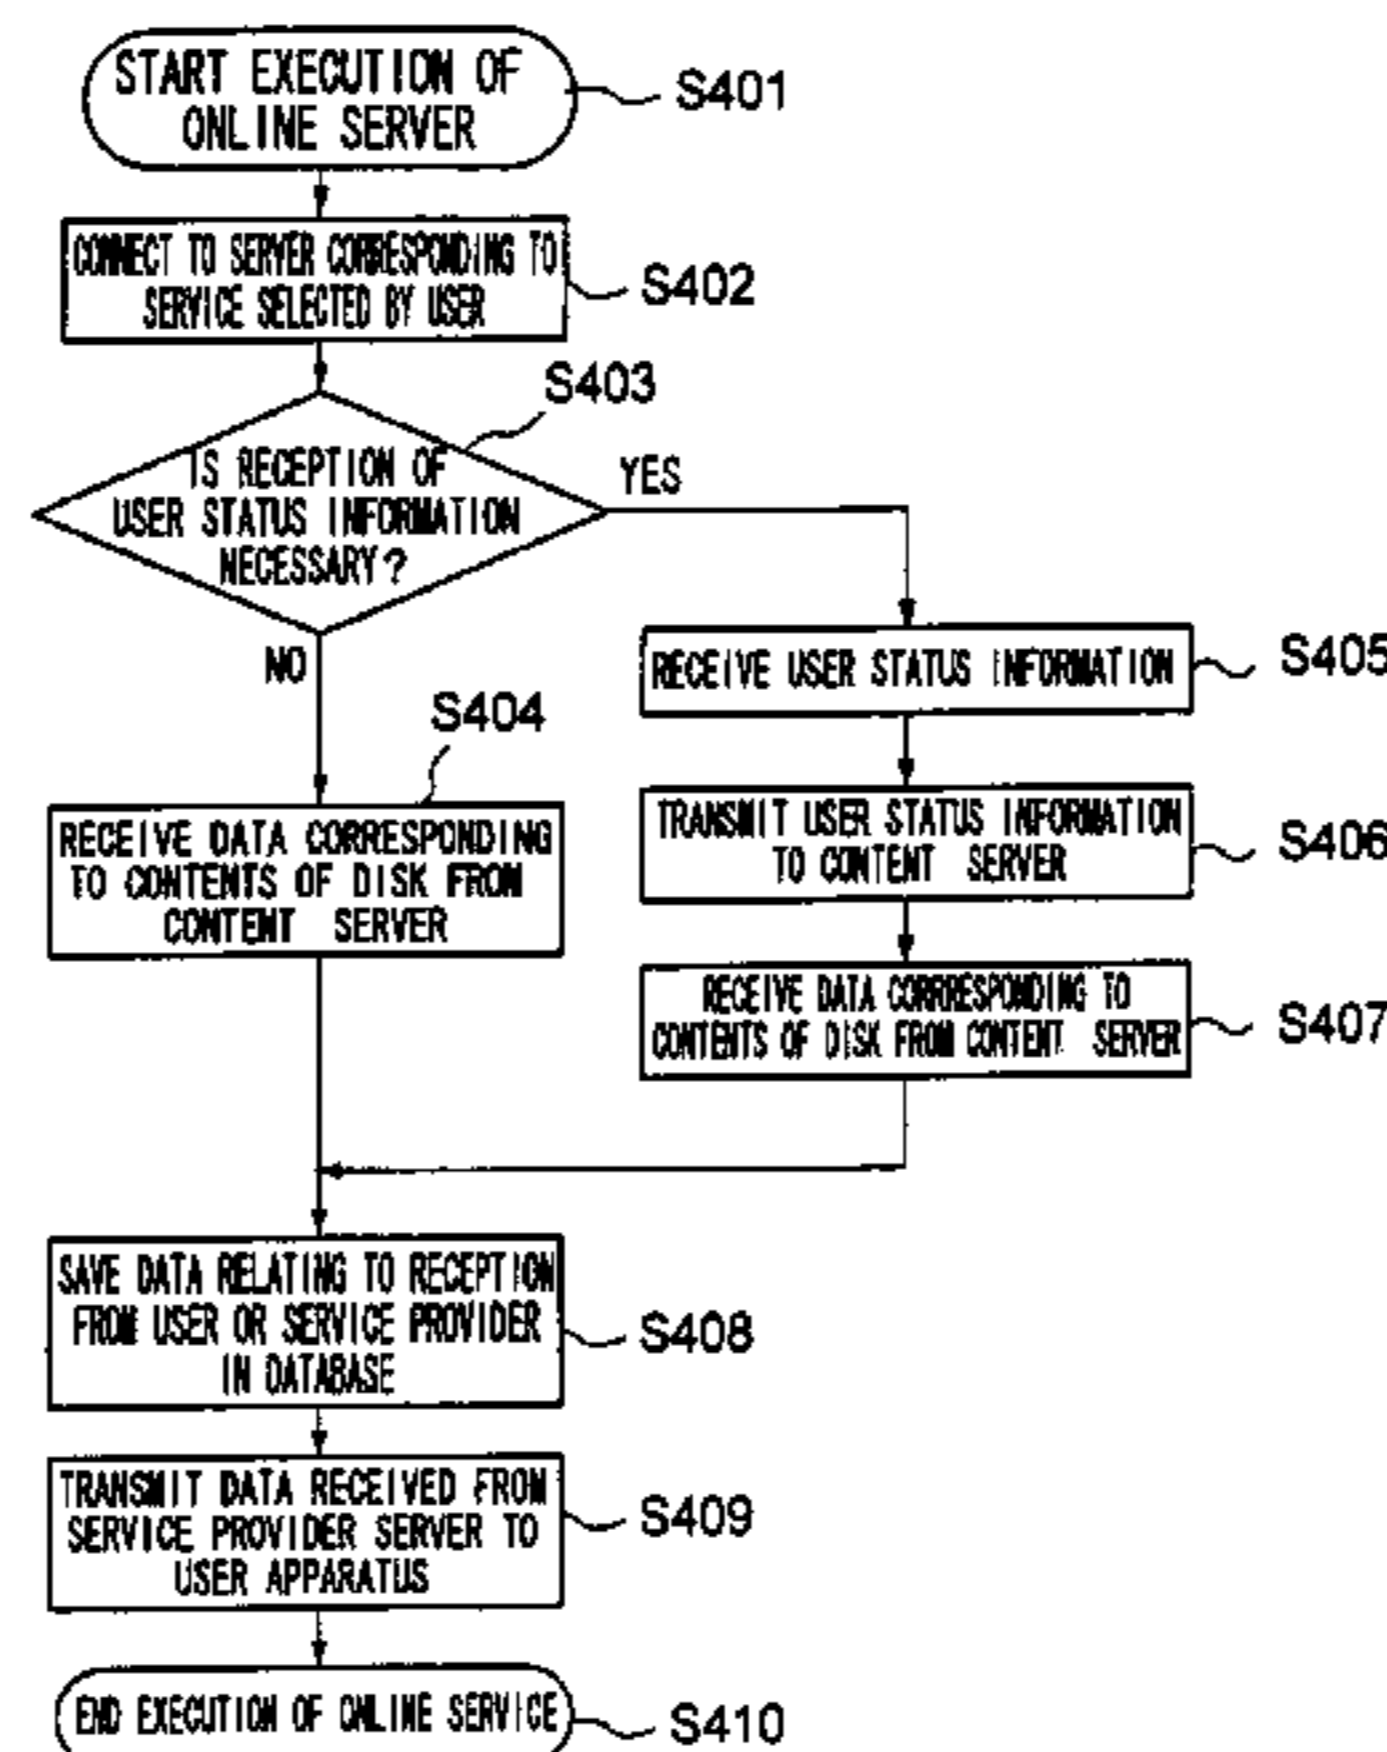 START EXECUTION OF
ONLINE SERVER
S401
CONNECT TO SERVER CORRESPONDING TO
SERVICE SELECTED BY USER
S402
S403
IS RECEPTION OF
USER STATUS INFORMATION
NECESSARY?
YES
NO
S404
RECEIVE DATA CORRESPONDING
TO CONTENTS OF DISK FROM
CONTENT SERVER
RECEIVE USER STATUS INFORMATION
S405
TRANSMIT USER STATUS INFORMATION
TO CONTENT SERVER
S406
RECEIVE DATA CORRRESPONDING TO
CONTENTS OF DISK FROM CONTENT SERVER
S407
SAVE DATA RELATING TO RECEPTION
FROM USER OR SERVICE PROVIDER
IN DATABASE
S408
TRANSMIT DATA RECEIVED FROM
SERVICE PROVIDER SERVER TO
USER APPARATUS
S409
END EXECUTION OF ONLINE SERVICE
S410